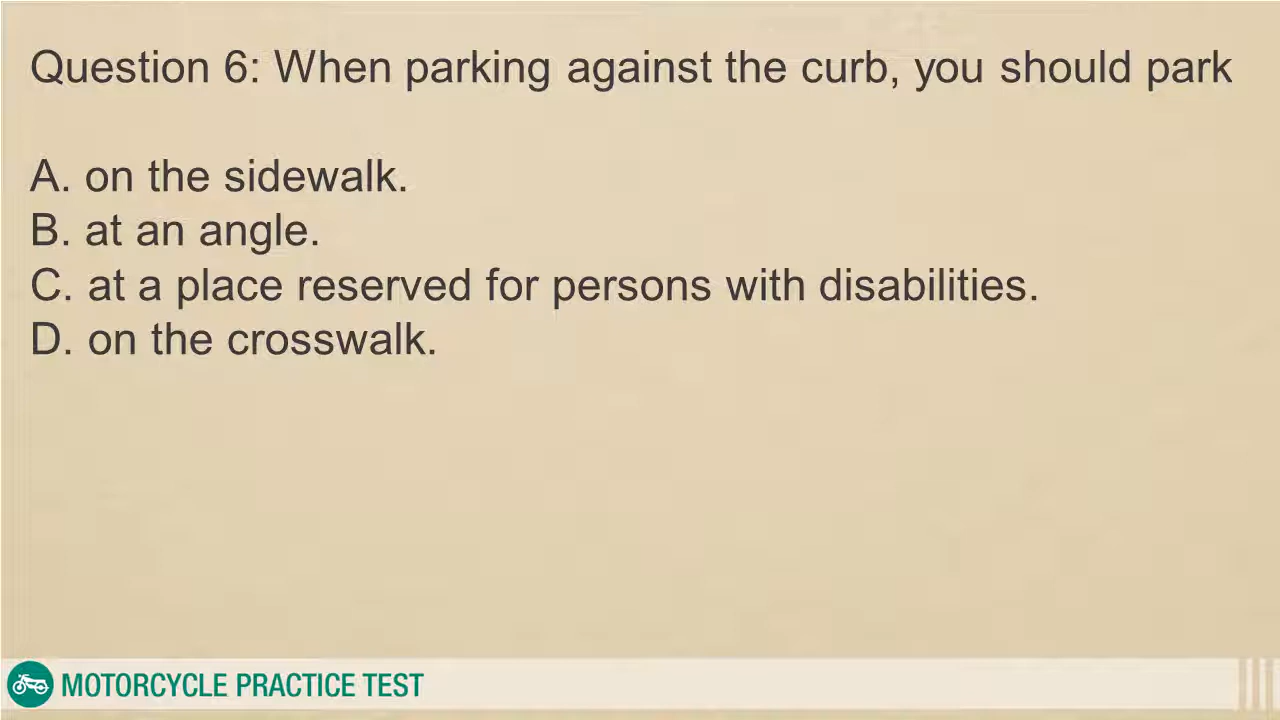 Question 6: When parking against the curb, you should park
A. on the sidewalk.
B. at an angle.
C. at a place reserved for persons with disabilities.
D. on the crosswalk.
MOTORCYCLE PRACTICE TEST